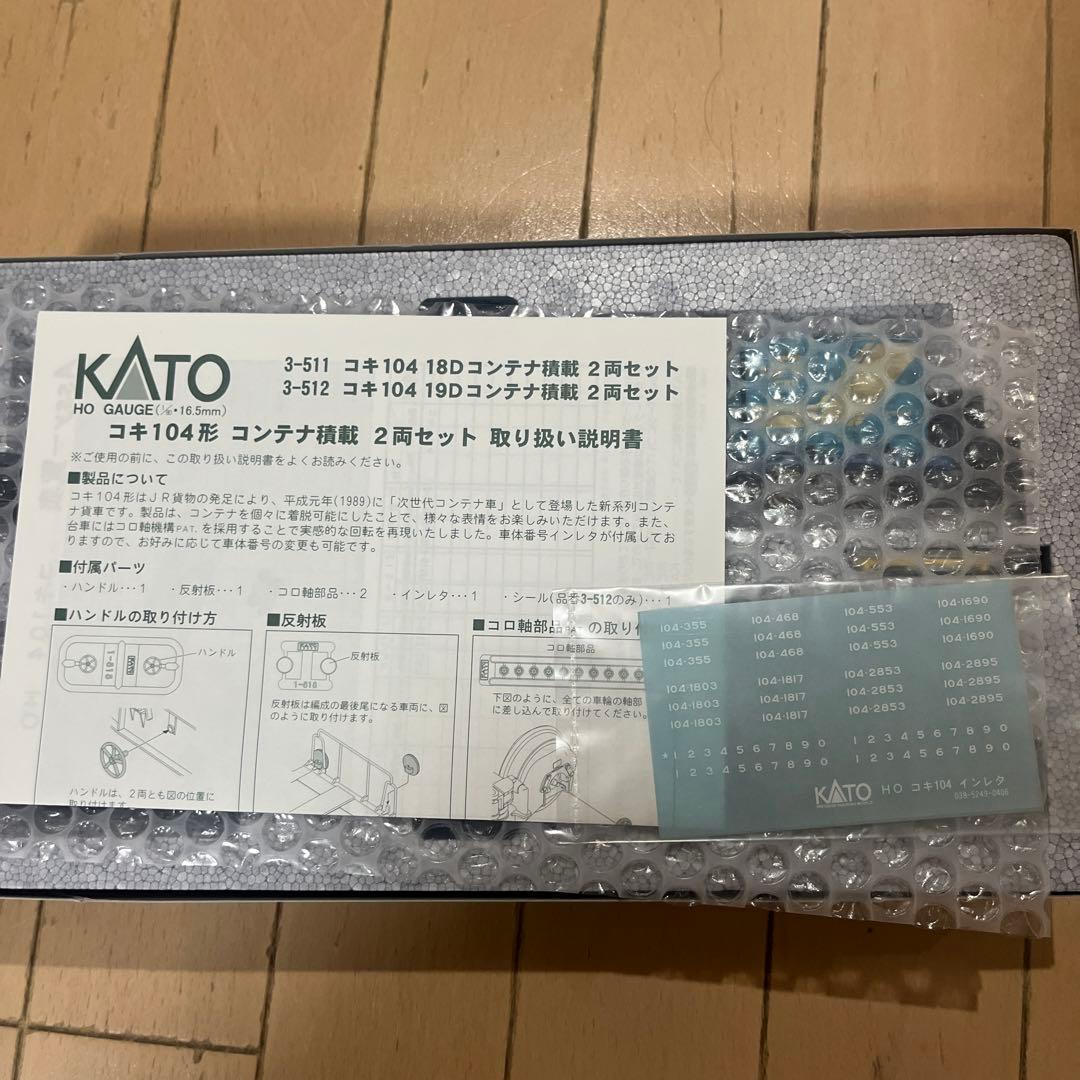 KATO
HO GAUGE(1/80・16.5mm)
3-511 コキ104 18Dコンテナ積載 2両セット
3-512 コキ104 19Dコンテナ積載 2両セット
コキ104形 コンテナ積載 2両セット 取り扱い説明書
※ご使用の前に、この取り扱い説明書をよくお読みください。
■製品について
コキ104形はJR貨物の発足により、平成元年(1989)に「次世代コンテナ車」として登場した新系列コンテ
ナ貨車です。製品は、コンテナを個々に着脱可能にしたことで、様々な表情をお楽しみいただけます。また、
台車にはコロ軸機構PAT.を採用することで実感的な回転を再現いたしました。車体番号インレタが付属してお
りますので、お好みに応じて車体番号の変更も可能です。
■付属パーツ
・ハンドル・・・1 ・反射板・・・1 ・コロ軸部品・・・2 ・インレタ・・・1 ・シール(品番3-512のみ)・・・1
■ハンドルの取り付け方
ハンドル
1-818
ハンドルは、2両とも図の位置に
取り付けます
■反射板
反射板
1-818
反射板は編成の最後尾になる車両に、図
のように取り付けます。
■コロ軸部品 の取り付
コロ軸部品
下図のように、全ての車輪の軸部
に差し込んで取り付けてください。
104-355 104-468 104-553 104-1690
104-355 104-468 104-553 104-1690
104-355 104-468 104-553 104-1690
104-1803 104-1817 104-2853 104-2895
104-1803 104-1817 104-2853 104-2895
104-1803 104-1817 104-2853 104-2895
*1 2 3 4 5 6 7 8 9 0 1 2 3 4 5 6 7 8 9 0
1 2 3 4 5 6 7 8 9 0 1 2 3 4 5 6 7 8 9 0
KATO HO コキ104 インレタ
039-5243-0406